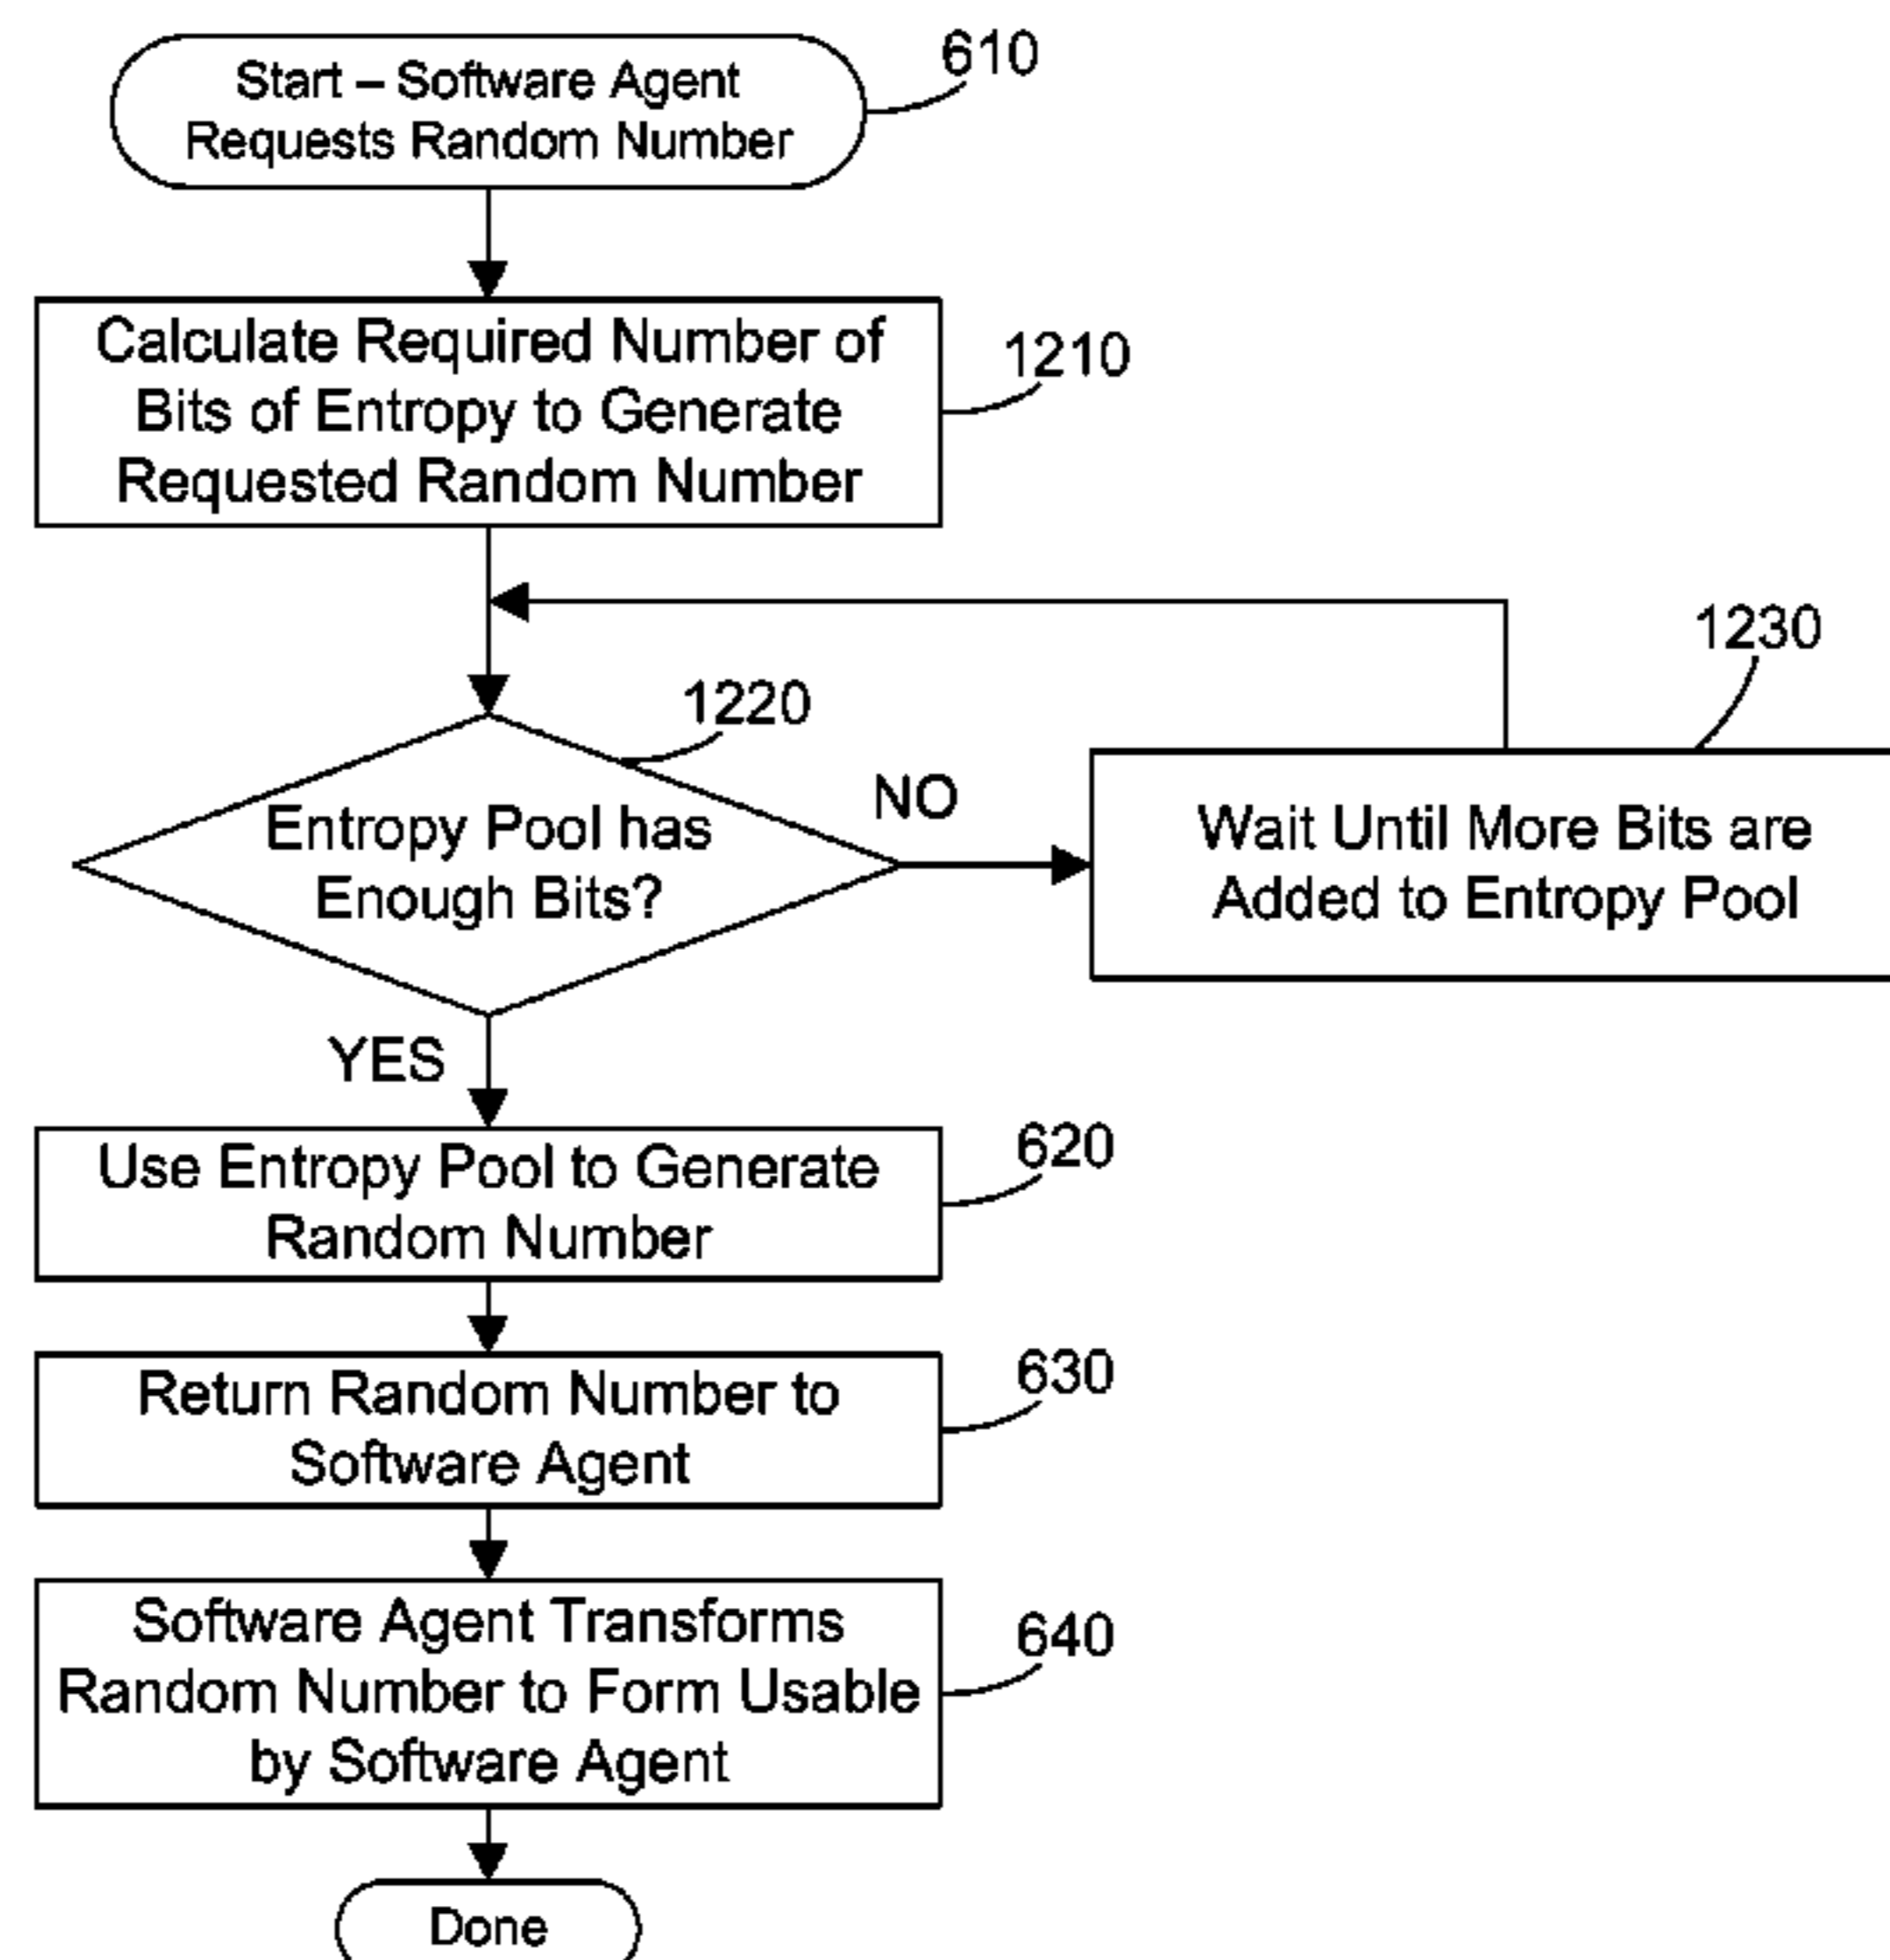 Start – Software Agent
Requests Random Number
610
Calculate Required Number of
Bits of Entropy to Generate
Requested Random Number
1210
1230
1220
Entropy Pool has
Enough Bits?
NO
Wait Until More Bits are
Added to Entropy Pool
YES
Use Entropy Pool to Generate
Random Number
620
Return Random Number to
Software Agent
630
Software Agent Transforms
Random Number to Form Usable
by Software Agent
640
Done